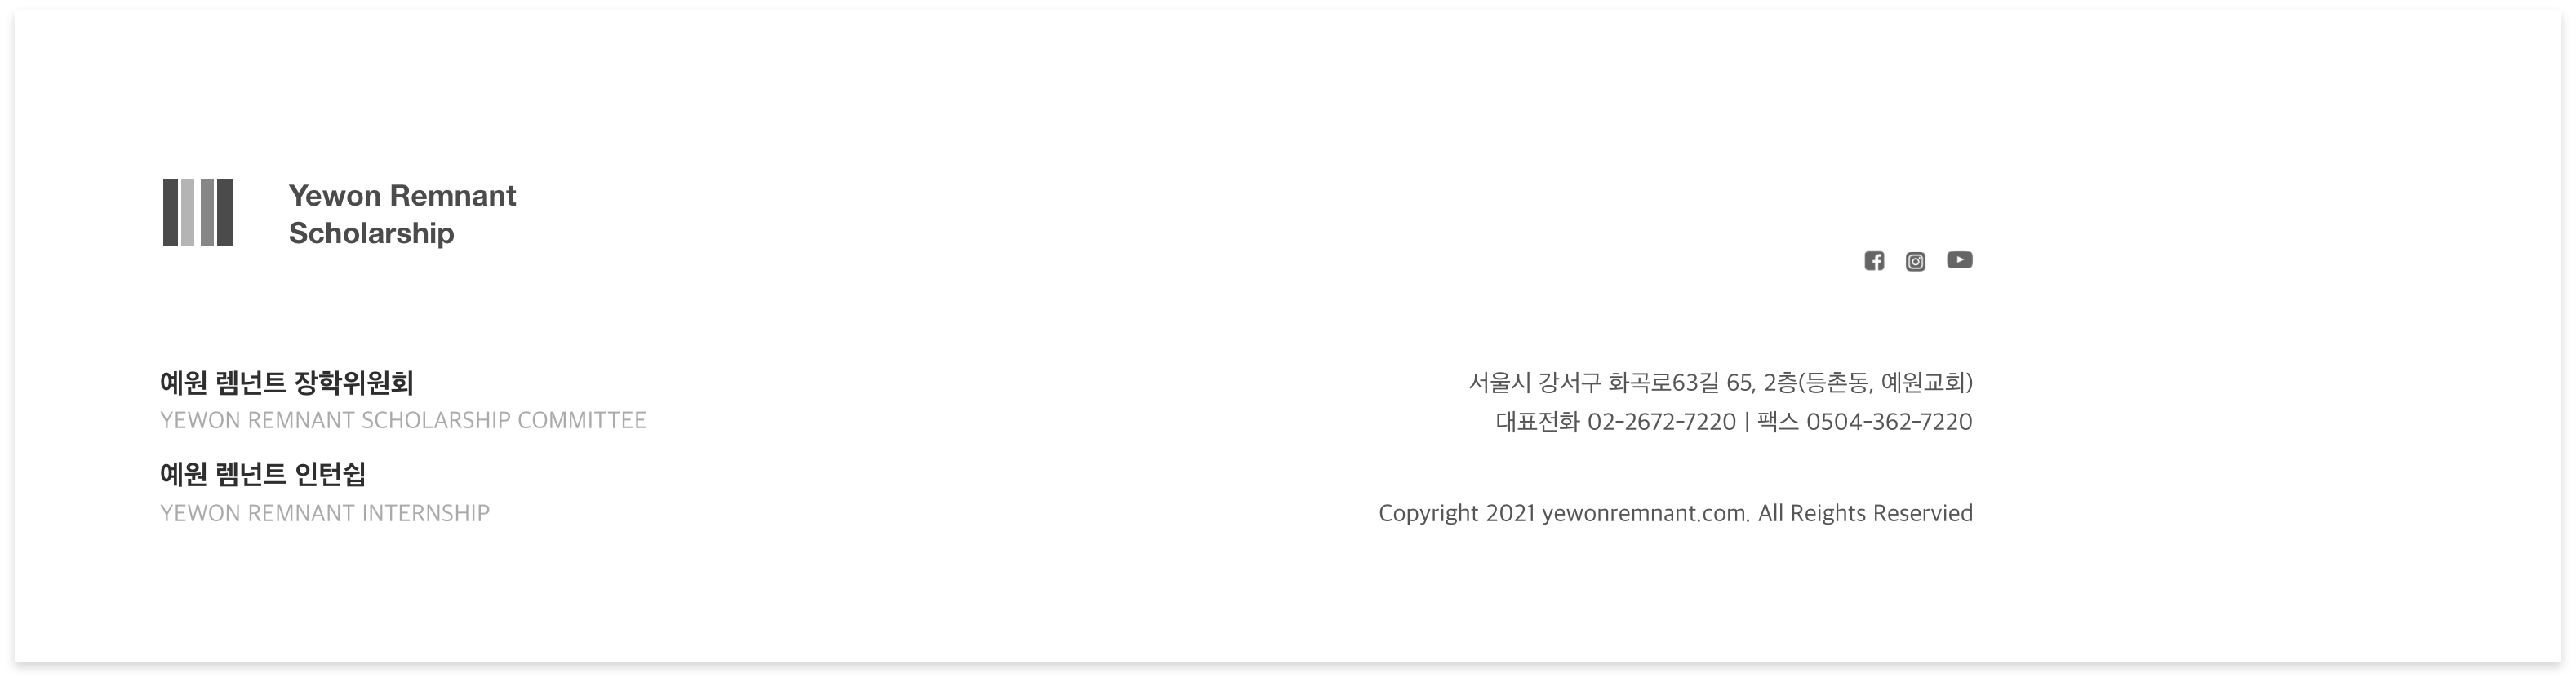 Yewon Remnant
Scholarship
예원 렘넌트 장학위원회
YEWON REMNANT SCHOLARSHIP COMMITTEE
예원 렘넌트 인턴쉽
YEWON REMNANT INTERNSHIP
서울시 강서구 화곡로63길 65, 2층(등촌동, 예원교회)
대표전화 02-2672-7220 | 팩스 0504-362-7220
Copyright 2021 yewonremnant.com. All Reights Reservied